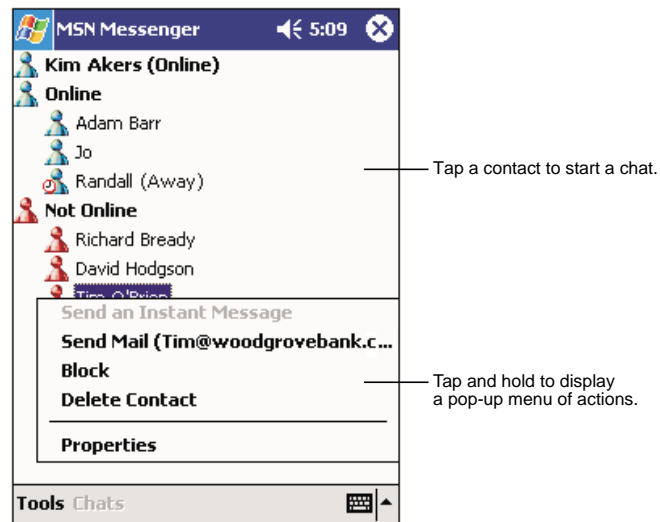 MSN Messenger 5:09
Kim Akers (Online)
Online
Adam Barr
Jo
Randall (Away)
Not Online
Richard Bready
David Hodgson
Tim O'Brien
Send an Instant Message
Send Mail (Tim@woodgrovebank.c...
Block
Delete Contact
Properties
Tools Chats
Tap a contact to start a chat.
Tap and hold to display
a pop-up menu of actions.